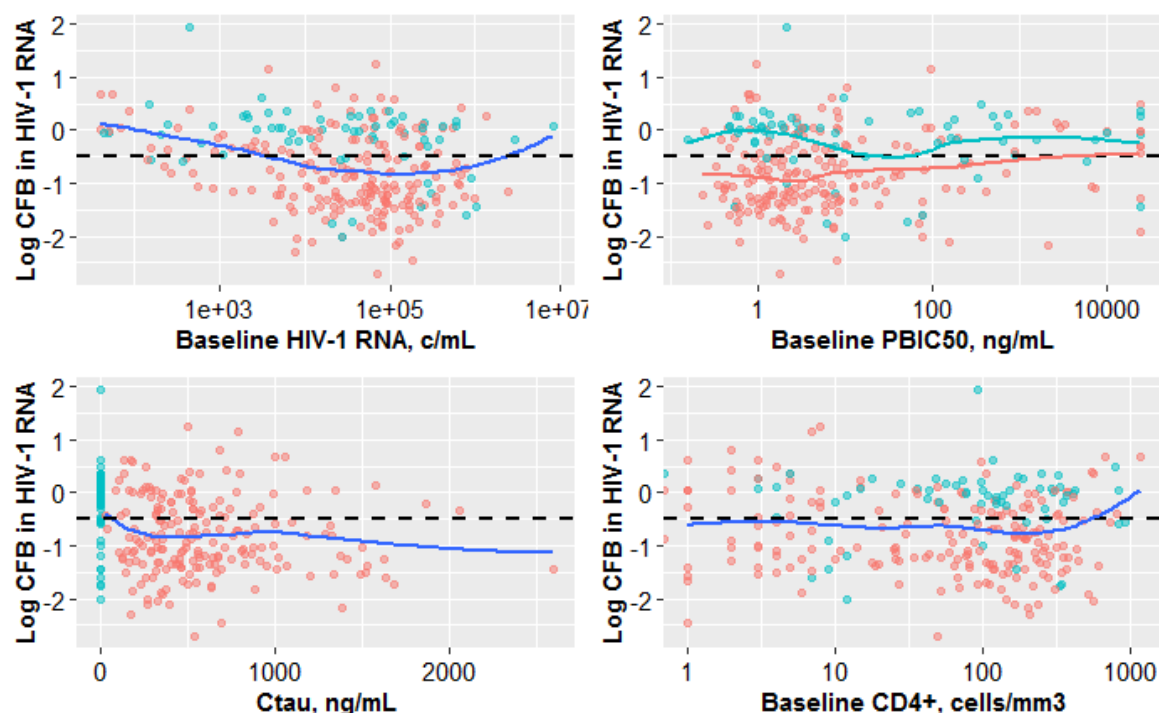 Log CFB in HIV-1 RNA
2
1
0
-1
-2
1e+03 1e+05 1e+07
Baseline HIV-1 RNA, c/mL
Log CFB in HIV-1 RNA
2
1
0
-1
-2
1 100 10000
Baseline PBIC50, ng/mL
Log CFB in HIV-1 RNA
2
1
0
-1
-2
0 1000 2000
Ctau, ng/mL
Log CFB in HIV-1 RNA
2
1
0
-1
-2
1 10 100 1000
Baseline CD4+, cells/mm3